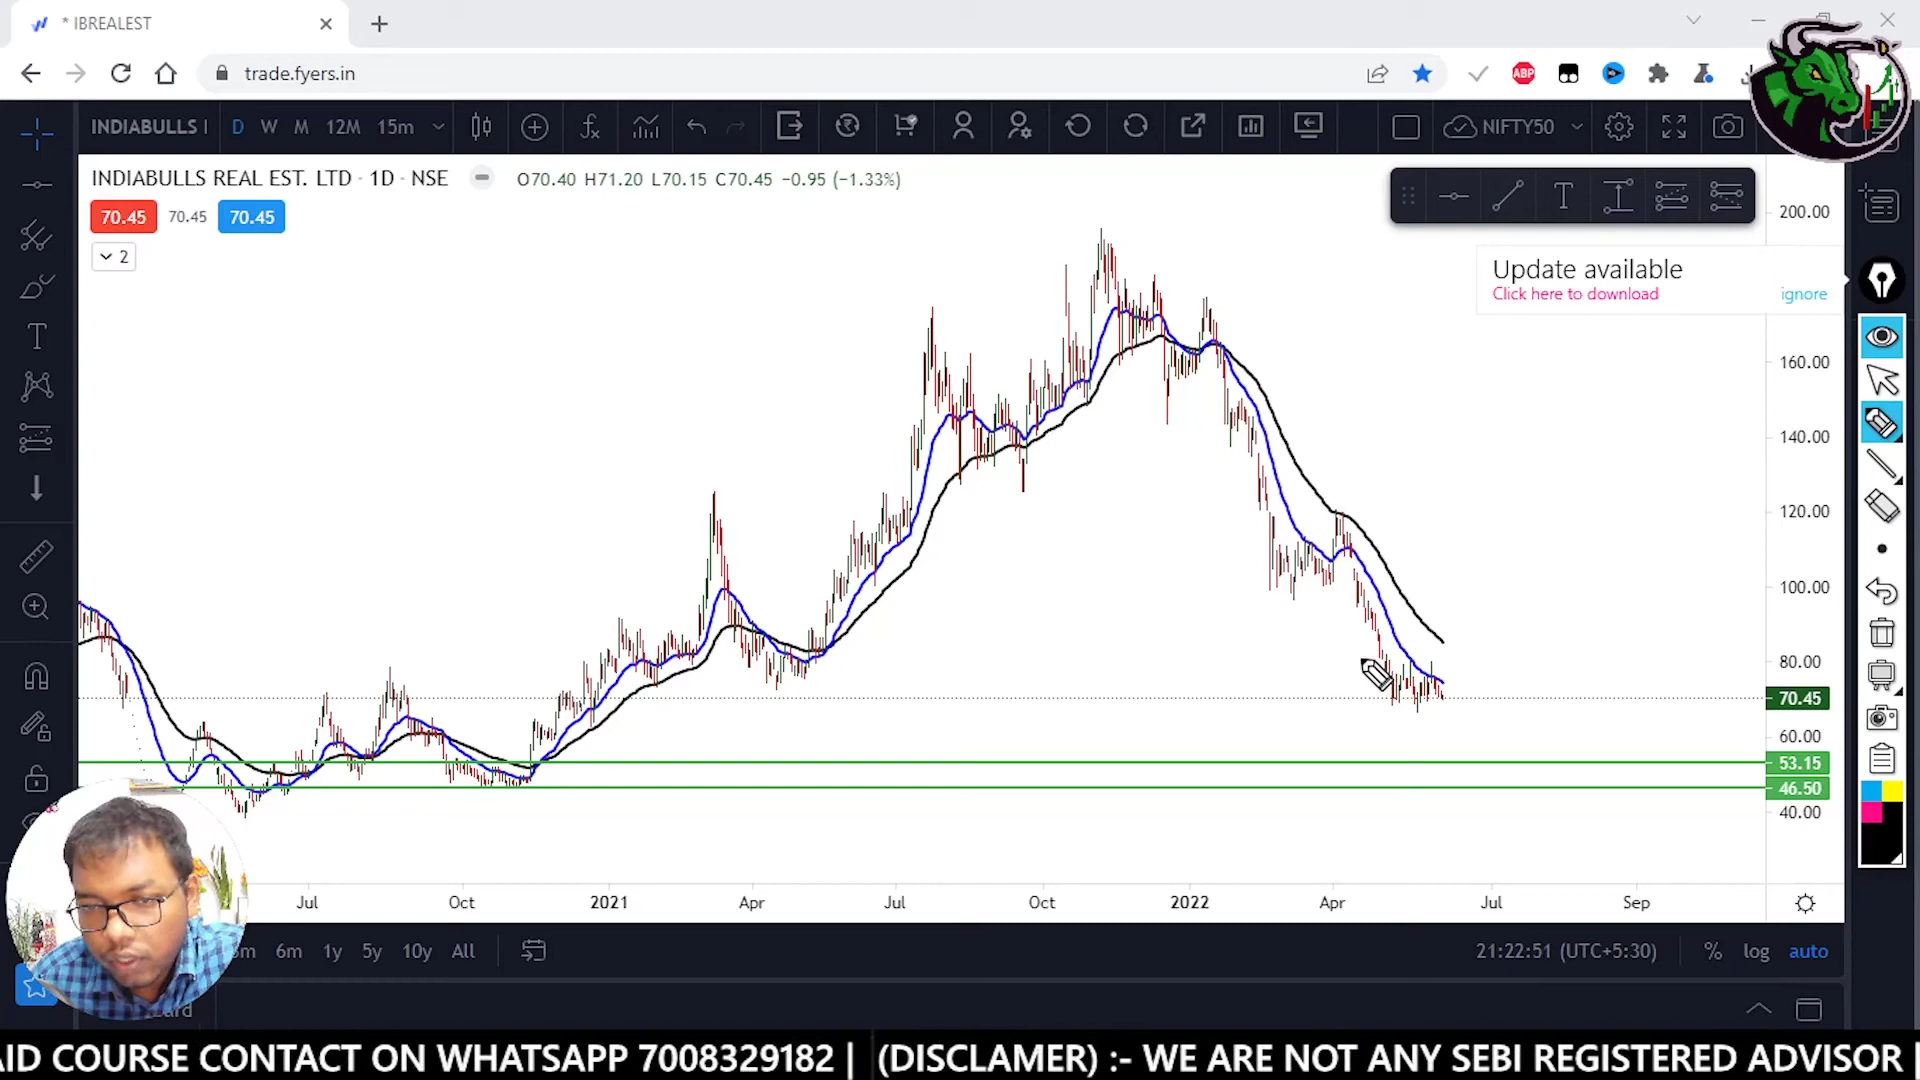 * IBREALEST
trade.fyers.in
ABP
INDIABULLS I
D W M 12M 15m
NIFTY50
INDIABULLS REAL EST. LTD · 1D · NSE
O70.40 H71.20 L70.15 C70.45 −0.95 (−1.33%)
70.45 70.45 70.45
2
Update available
Click here to download
ignore
200.00
160.00
140.00
120.00
100.00
80.00
70.45
60.00
53.15
46.50
40.00
Jul Oct 2021 Apr Jul Oct 2022 Apr Jul Sep
6m 1y 5y 10y All
21:22:51 (UTC+5:30) % log auto
AID COURSE CONTACT ON WHATSAPP 7008329182 | (DISCLAMER) :- WE ARE NOT ANY SEBI REGISTERED ADVISOR |